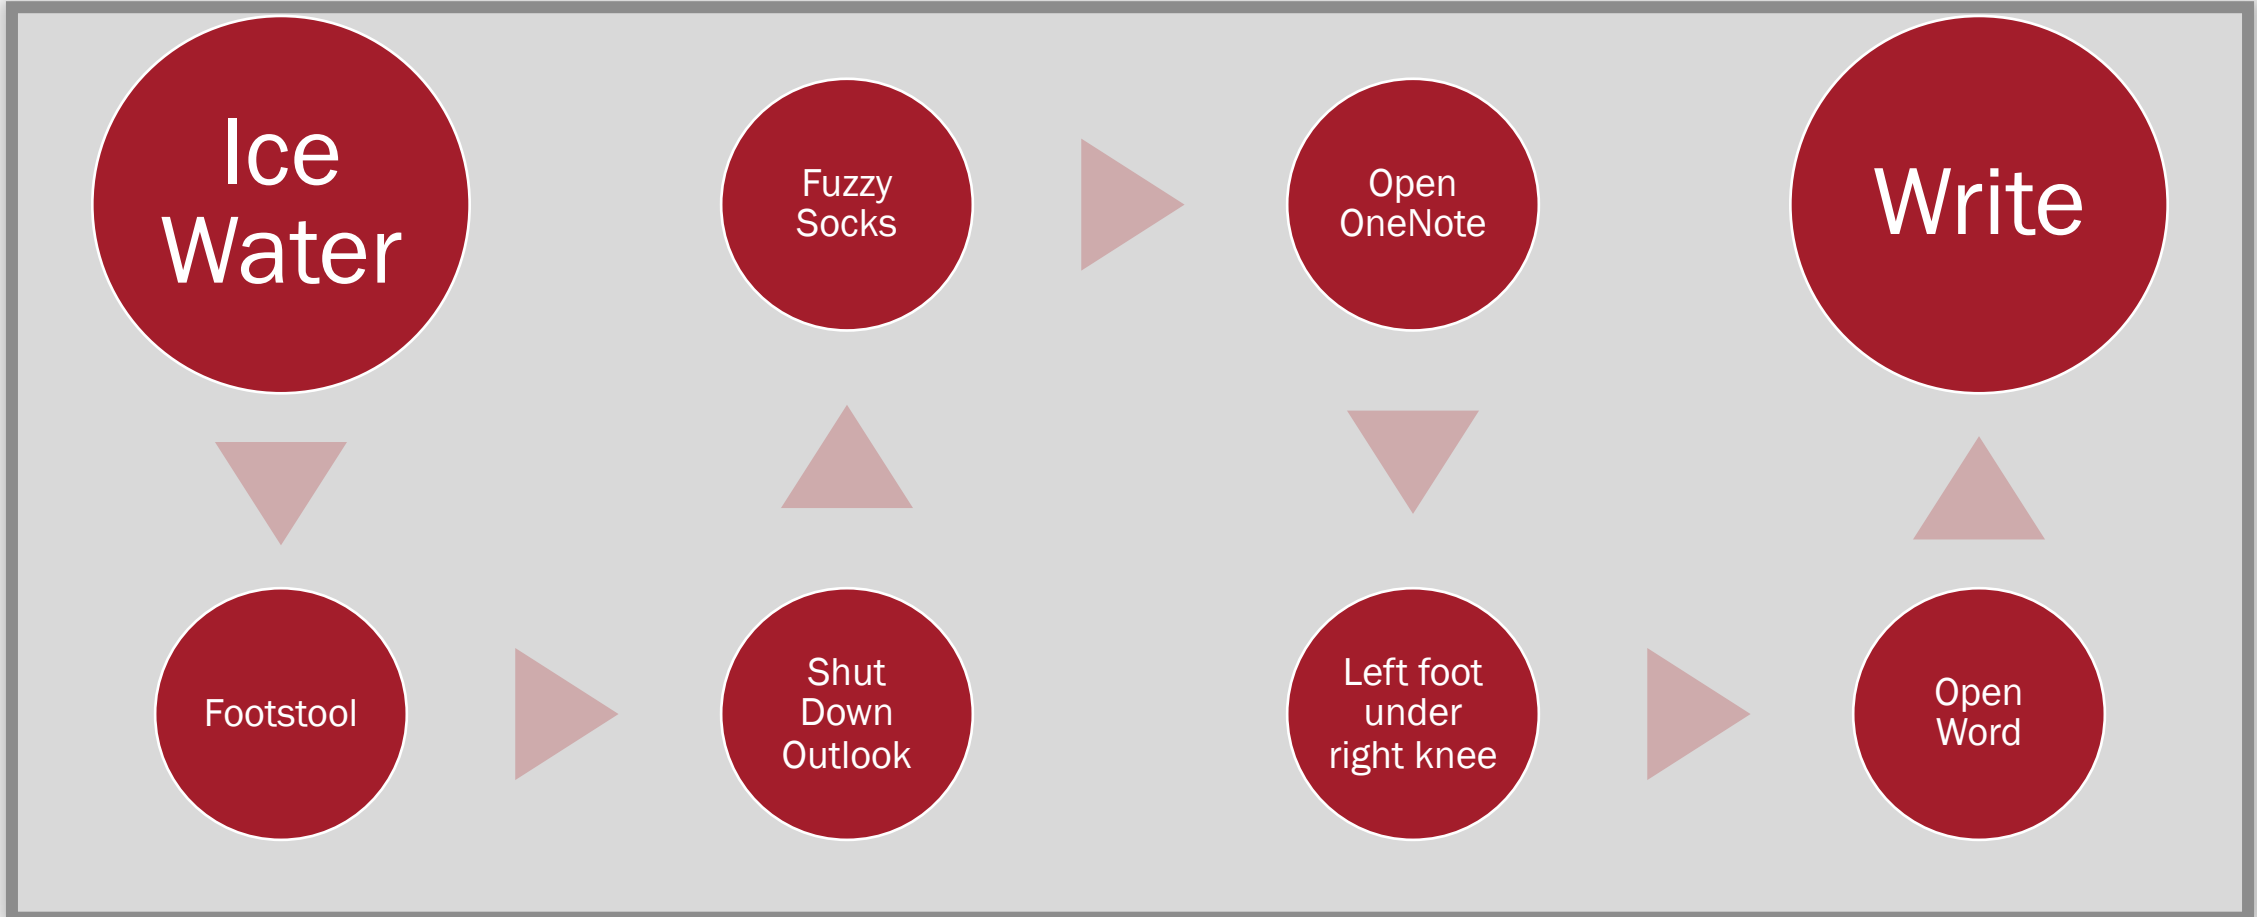 Ice
Water
Footstool
Shut
Down
Outlook
Fuzzy
Socks
Open
OneNote
Left foot
under
right knee
Open
Word
Write